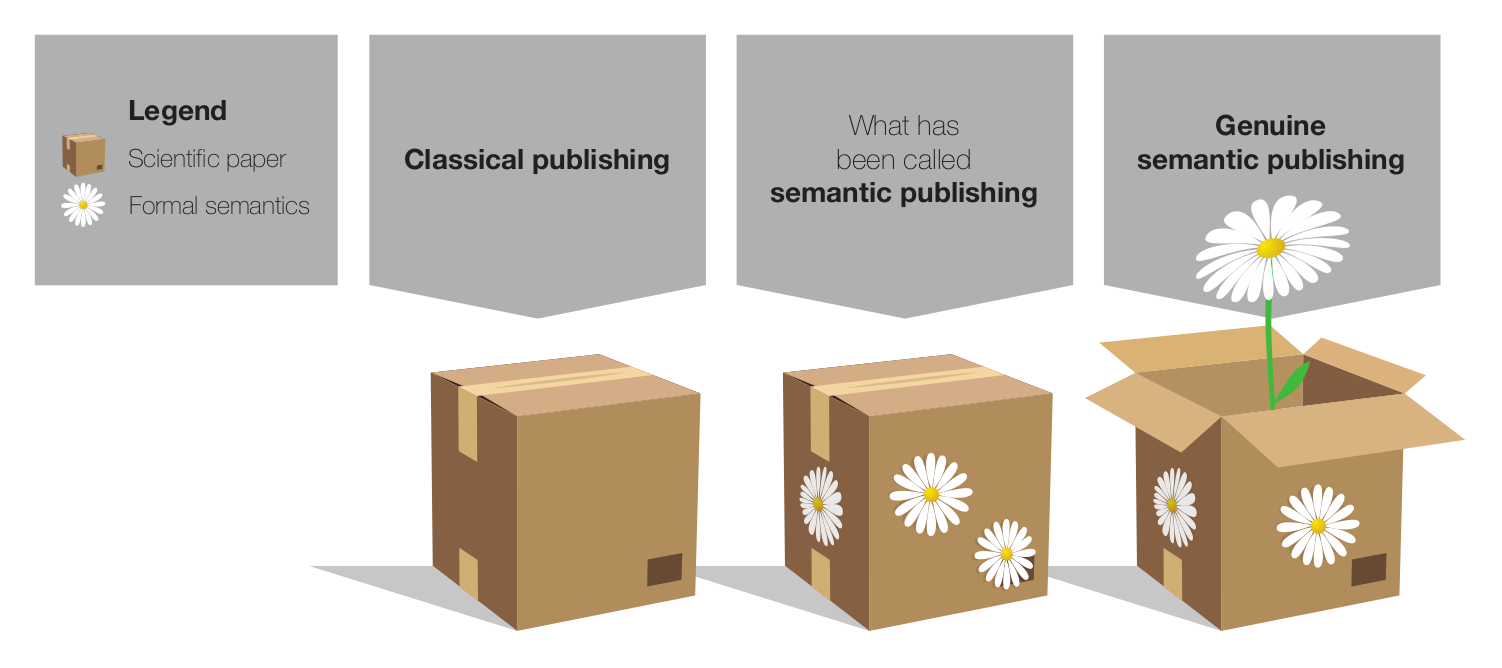 Legend
Scientific paper
Formal semantics
Classical publishing
What has
been called
semantic publishing
Genuine
semantic publishing